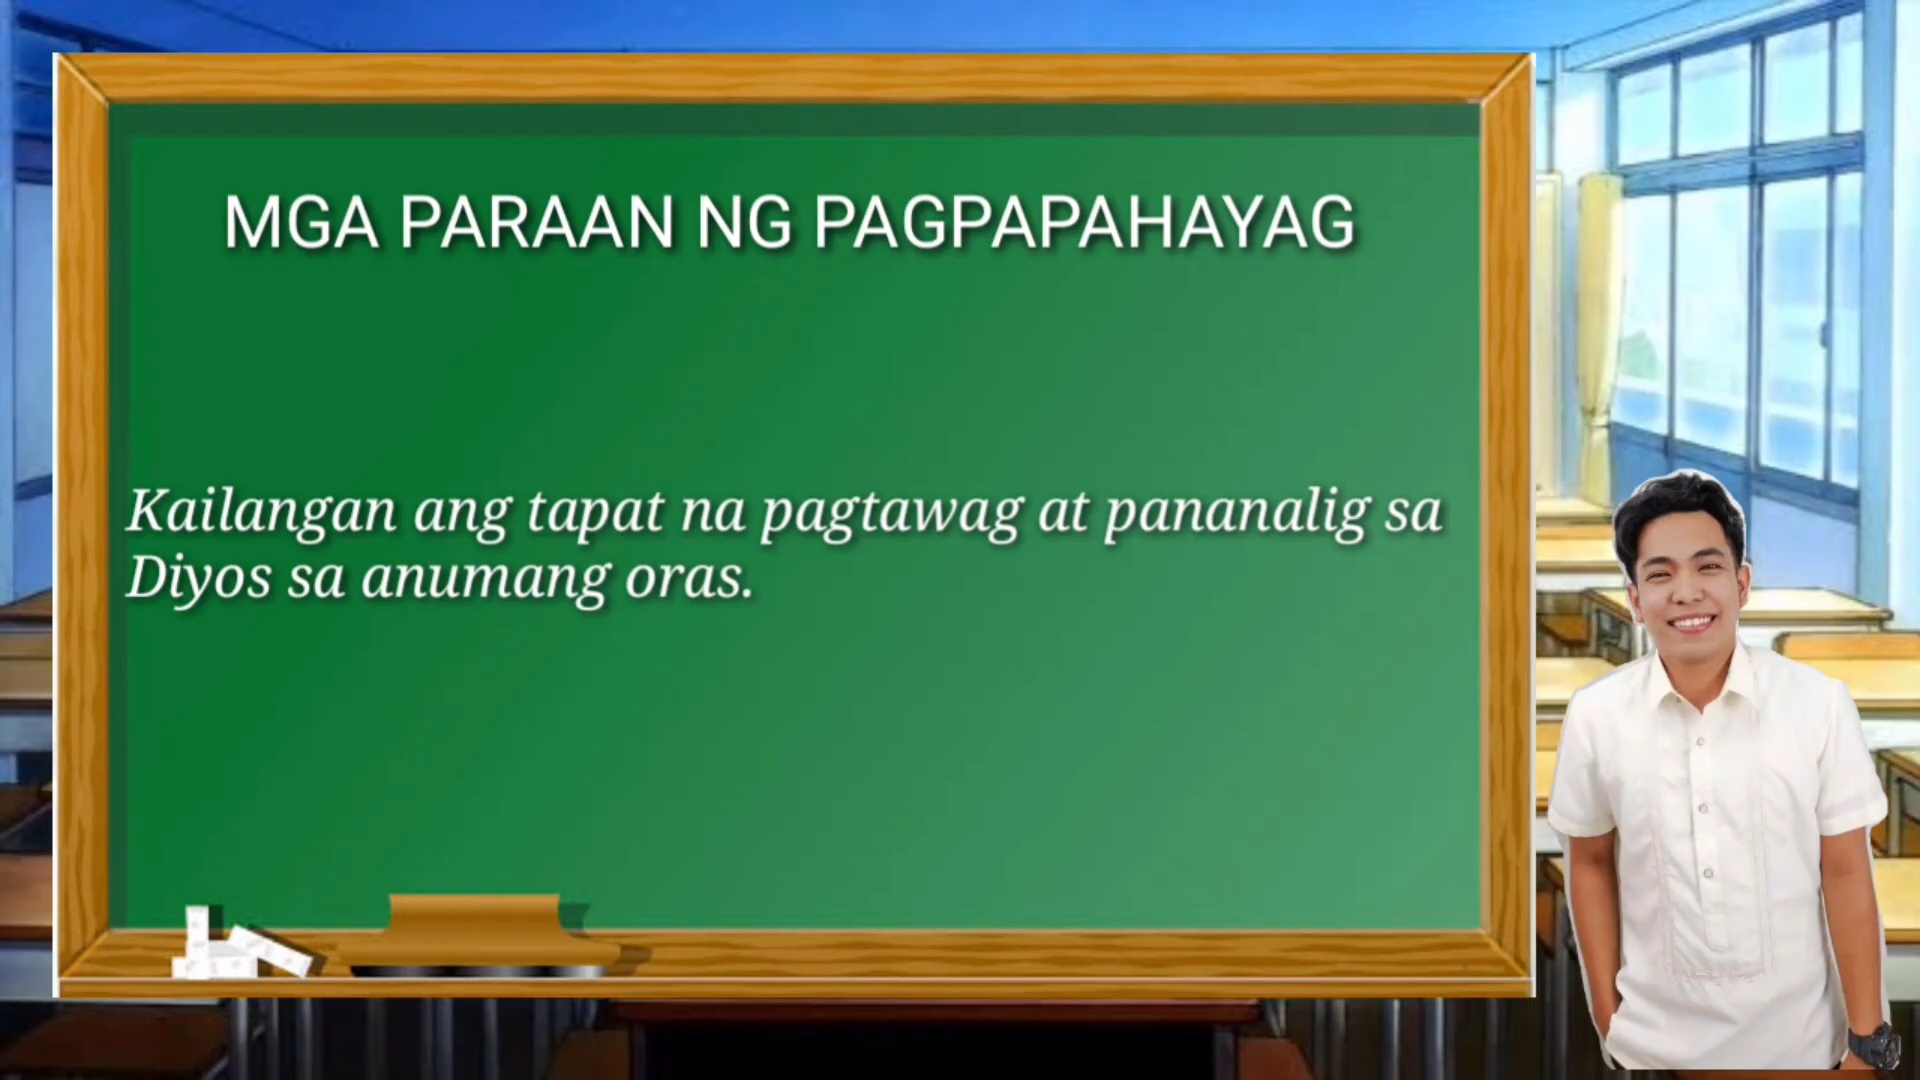 MGA PARAAN NG PAGPAPAHAYAG
Kailangan ang tapat na pagtawag at pananalig sa
Diyos sa anumang oras.